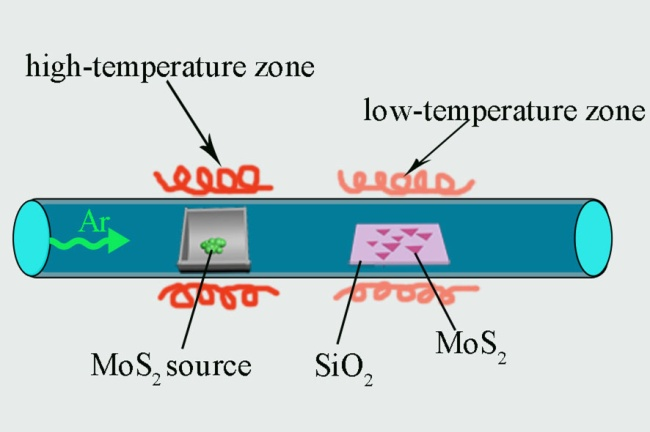 high-temperature zone
low-temperature zone
Ar
MoS₂ source
SiO₂
MoS₂